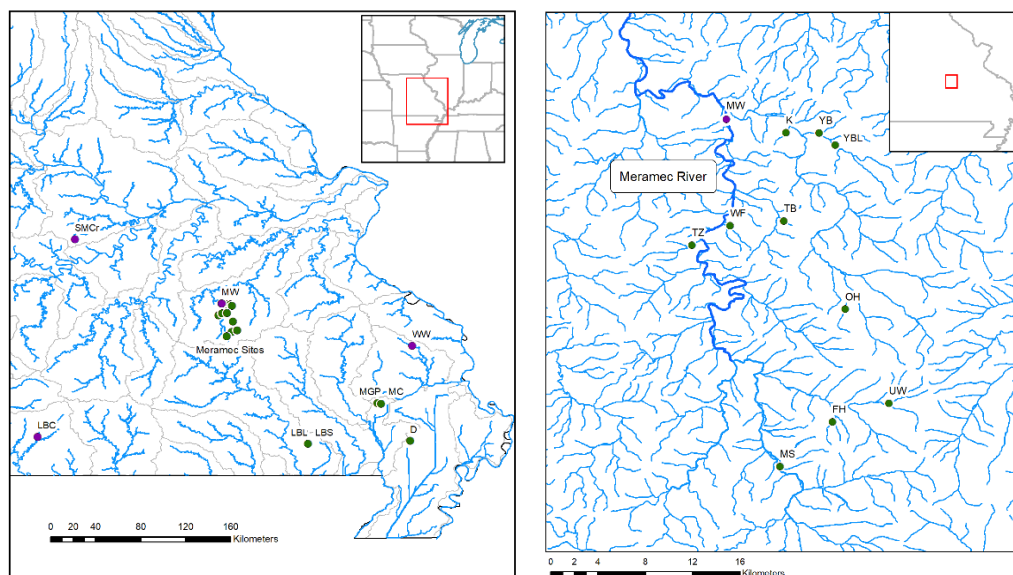 SMCr
MW
Meramec Sites
WW
MGP - MC
LBC
LBL - LBS
D
0 20 40 80 120 160
Kilometers
MW
K
YB
YBL
Meramec River
TB
WF
TZ
OH
UW
FH
MS
0 2 4 8 12 16
Kilometers